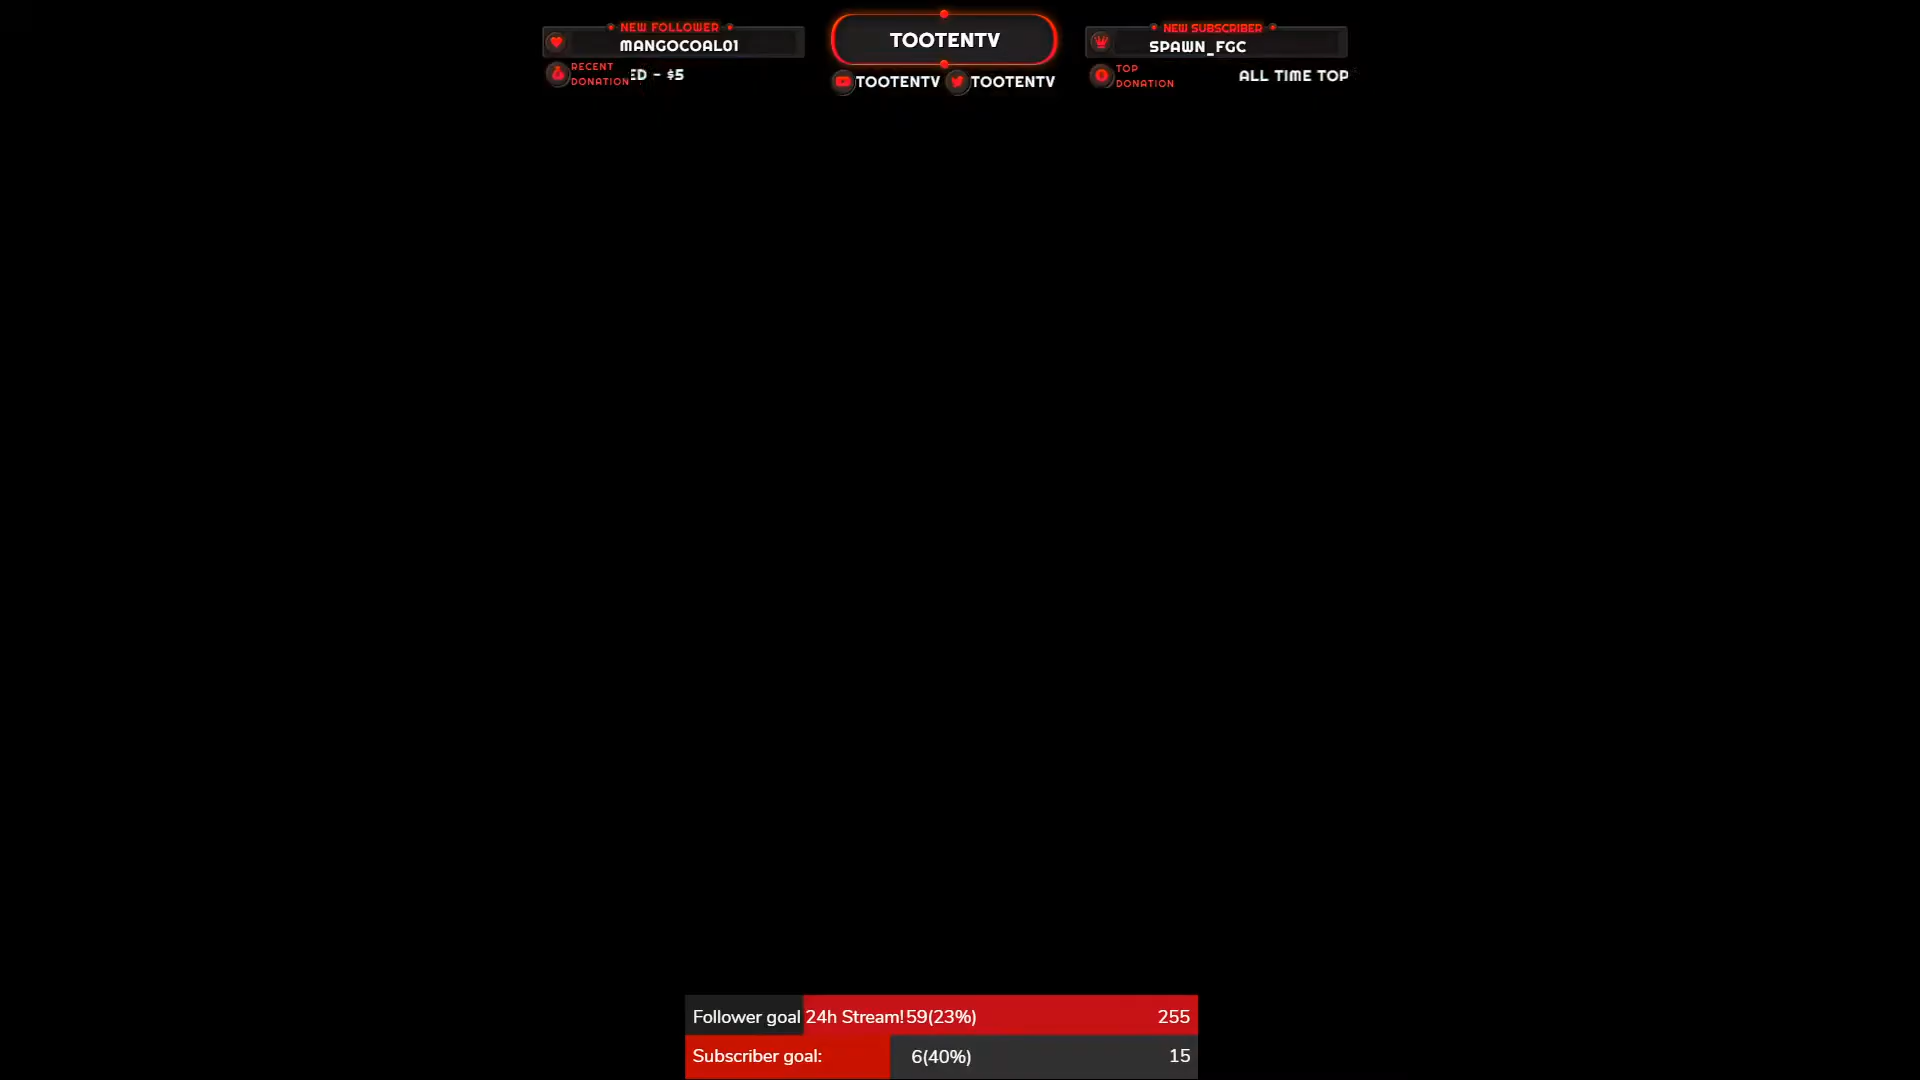 NEW FOLLOWER
MANGOCOAL01
RECENT
DONATION
ED - $5
TOOTENTV
TOOTENTV TOOTENTV
NEW SUBSCRIBER
SPAWN_FGC
TOP
DONATION
ALL TIME TOP
Follower goal 24h Stream! 59(23%) 255
Subscriber goal: 6(40%) 15